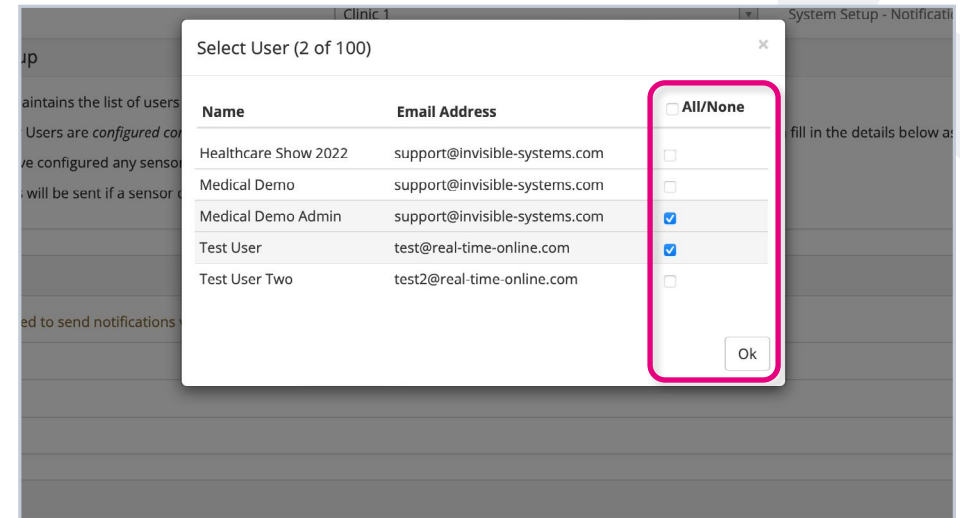 Clinic 1 System Setup - Notificati
Select User (2 of 100) ×
up
aintains the list of users
Name Email Address All/None
Users are configured cor fill in the details below as
Healthcare Show 2022 support@invisible-systems.com
ve configured any sensor
Medical Demo support@invisible-systems.com
will be sent if a sensor
Medical Demo Admin support@invisible-systems.com
Test User test@real-time-online.com
Test User Two test2@real-time-online.com
ed to send notifications
Ok